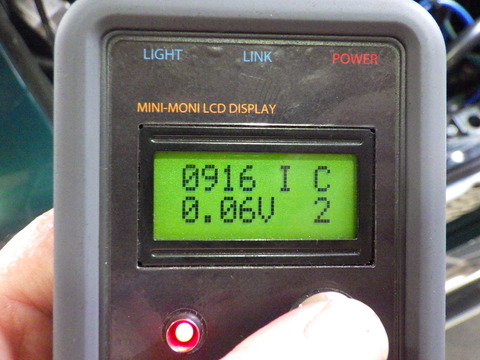 LIGHT LINK POWER
MINI-MONI LCD DISPLAY
0916 I C
0.06V 2